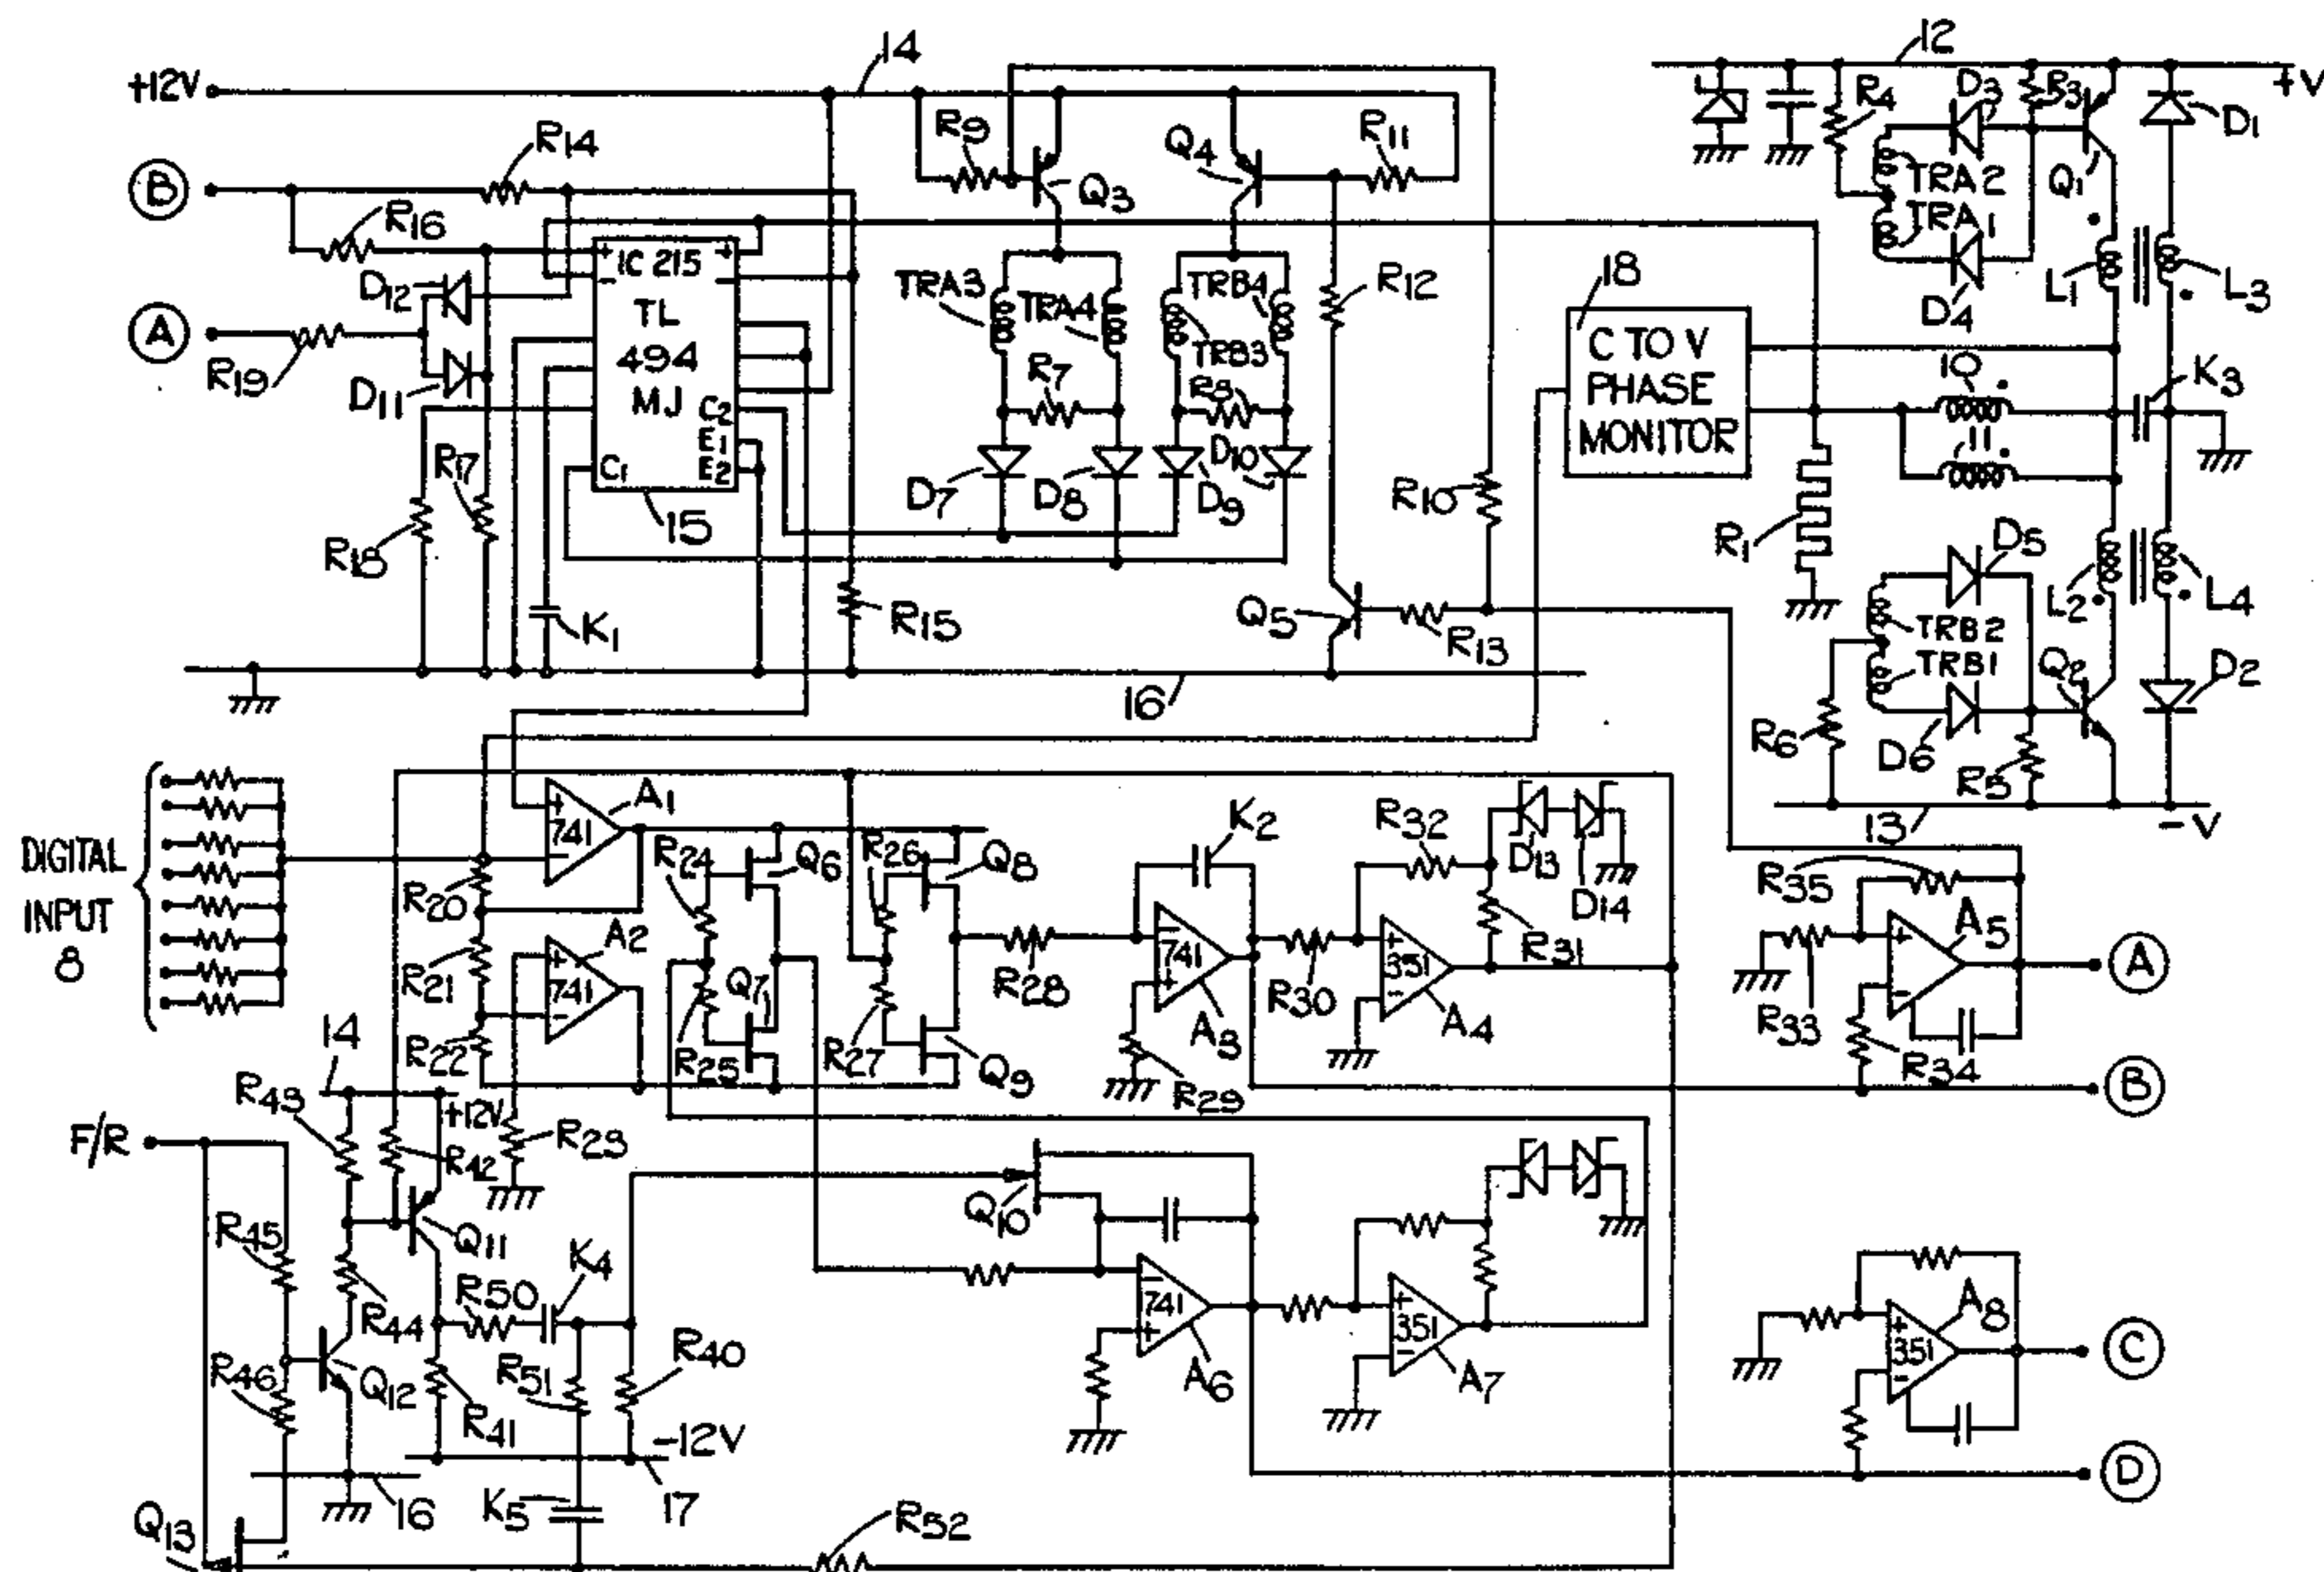 14
12
+12V
+V
R4
D3
R3
D1
R9
Q4
R11
R14
B
Q3
TRA2
Q1
R16
TRA1
+
+
IC 215
-
-
18
L1
L3
D12
TRA3
TRA4
TRB4
R12
D4
TL
C TO V
A
494
TRB3
PHASE
10
K3
R19
R7
R8
D11
MJ
C2
MONITOR
11
E1
R17
C1
E2
D10
D7
D8
D9
R10
R18
15
R1
D5
L2
L4
K1
R15
Q5
R13
TRB2
TRB1
Q2
D2
16
R6
D6
R5
13
-V
+
A1
741
-
K2
R32
DIGITAL
INPUT
8
R24
Q6
R26
Q8
D13
R35
R20
D14
A2
+
741
-
-
741
+
+
351
-
R31
+
A5
-
A
R21
Q7
R28
R30
R33
14
R22
R25
R27
A3
A4
R34
Q9
R43
R29
B
+12V
F/R
R42
R23
Q10
R45
Q11
K4
R50
-
741
+
+
351
-
A8
+
351
-
R44
C
R46
R51
R40
A6
A7
Q12
R41
-12V
D
16
K5
17
Q13
R52